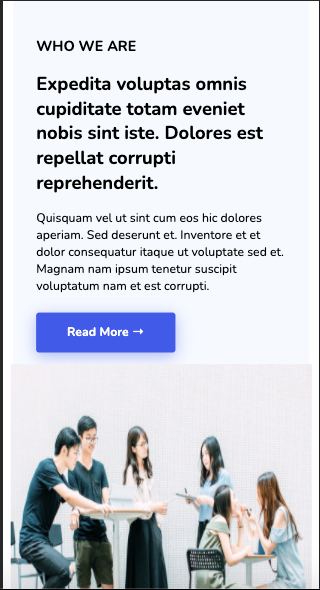 WHO WE ARE
Expedita voluptas omnis
cupiditate totam eveniet
nobis sint iste. Dolores est
repellat corrupti
reprehenderit.
Quisquam vel ut sint cum eos hic dolores
aperiam. Sed deserunt et. Inventore et et
dolor consequatur itaque ut voluptate sed et.
Magnam nam ipsum tenetur suscipit
voluptatum nam et est corrupti.
Read More →